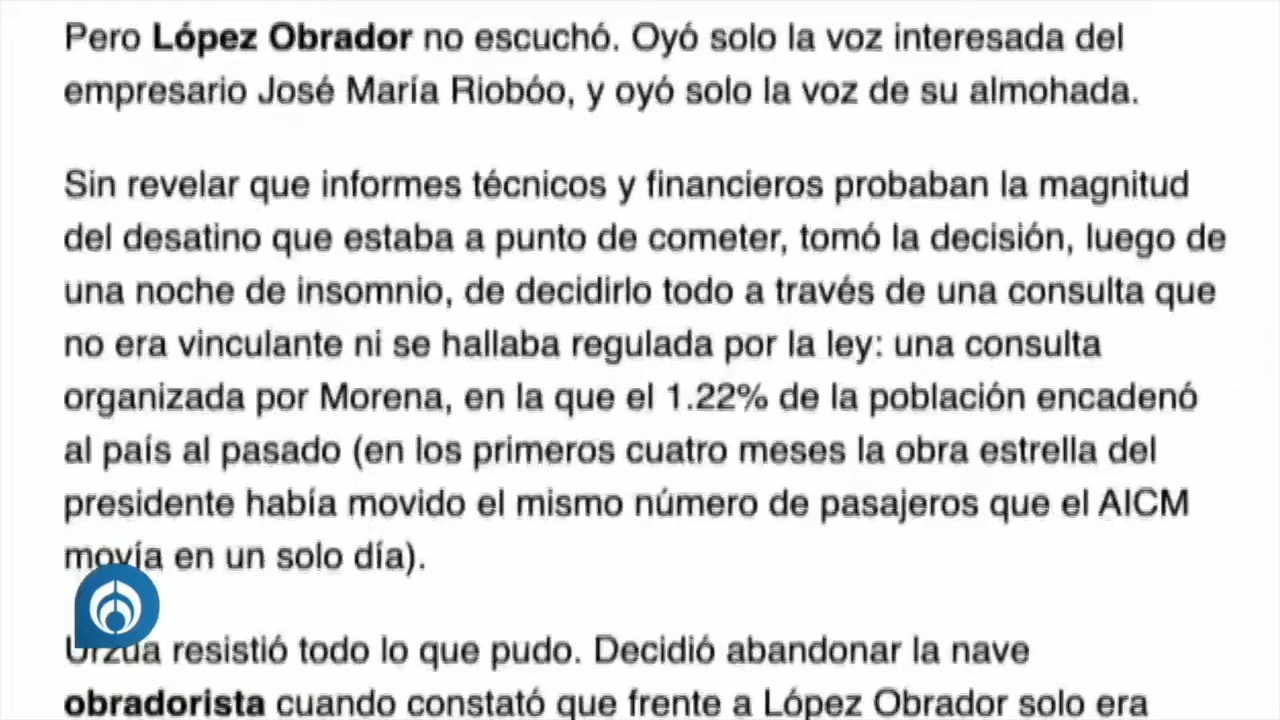 Pero López Obrador no escuchó. Oyó solo la voz interesada del
empresario José María Riobóo, y oyó solo la voz de su almohada.
Sin revelar que informes técnicos y financieros probaban la magnitud
del desatino que estaba a punto de cometer, tomó la decisión, luego de
una noche de insomnio, de decidirlo todo a través de una consulta que
no era vinculante ni se hallaba regulada por la ley: una consulta
organizada por Morena, en la que el 1.22% de la población encadenó
al país al pasado (en los primeros cuatro meses la obra estrella del
presidente había movido el mismo número de pasajeros que el AICM
movía en un solo día).
Urzúa resistió todo lo que pudo. Decidió abandonar la nave
obradorista cuando constató que frente a López Obrador solo era